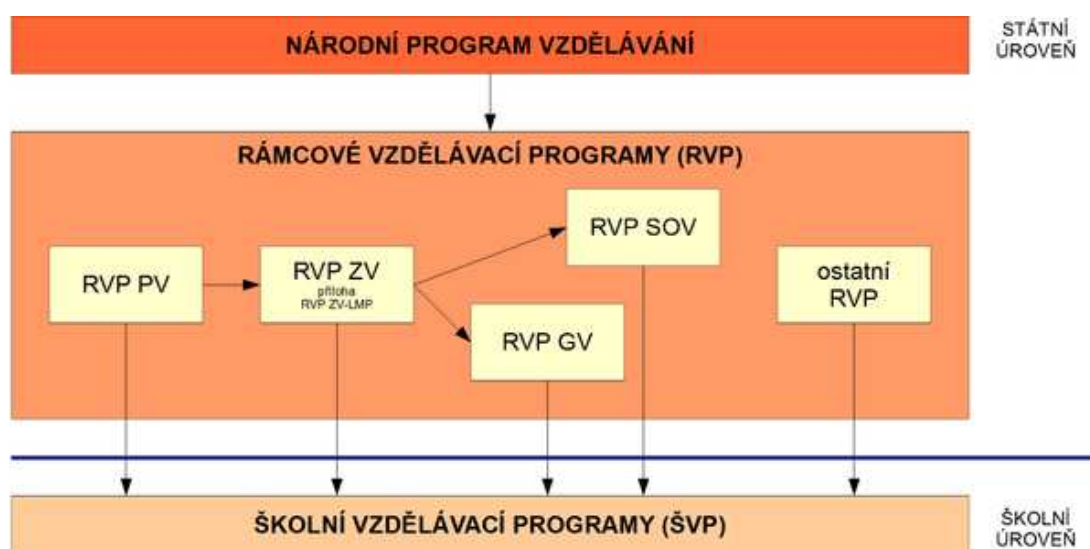 NÁRODNÍ PROGRAM VZDĚLÁVÁNÍ
STÁTNÍ
ÚROVEŇ
RÁMCOVÉ VZDĚLÁVACÍ PROGRAMY (RVP)
RVP SOV
RVP PV
RVP ZV
příloha
RVP ZV-LMP
ostatní
RVP
RVP GV
ŠKOLNÍ VZDĚLÁVACÍ PROGRAMY (ŠVP)
ŠKOLNÍ
ÚROVEŇ